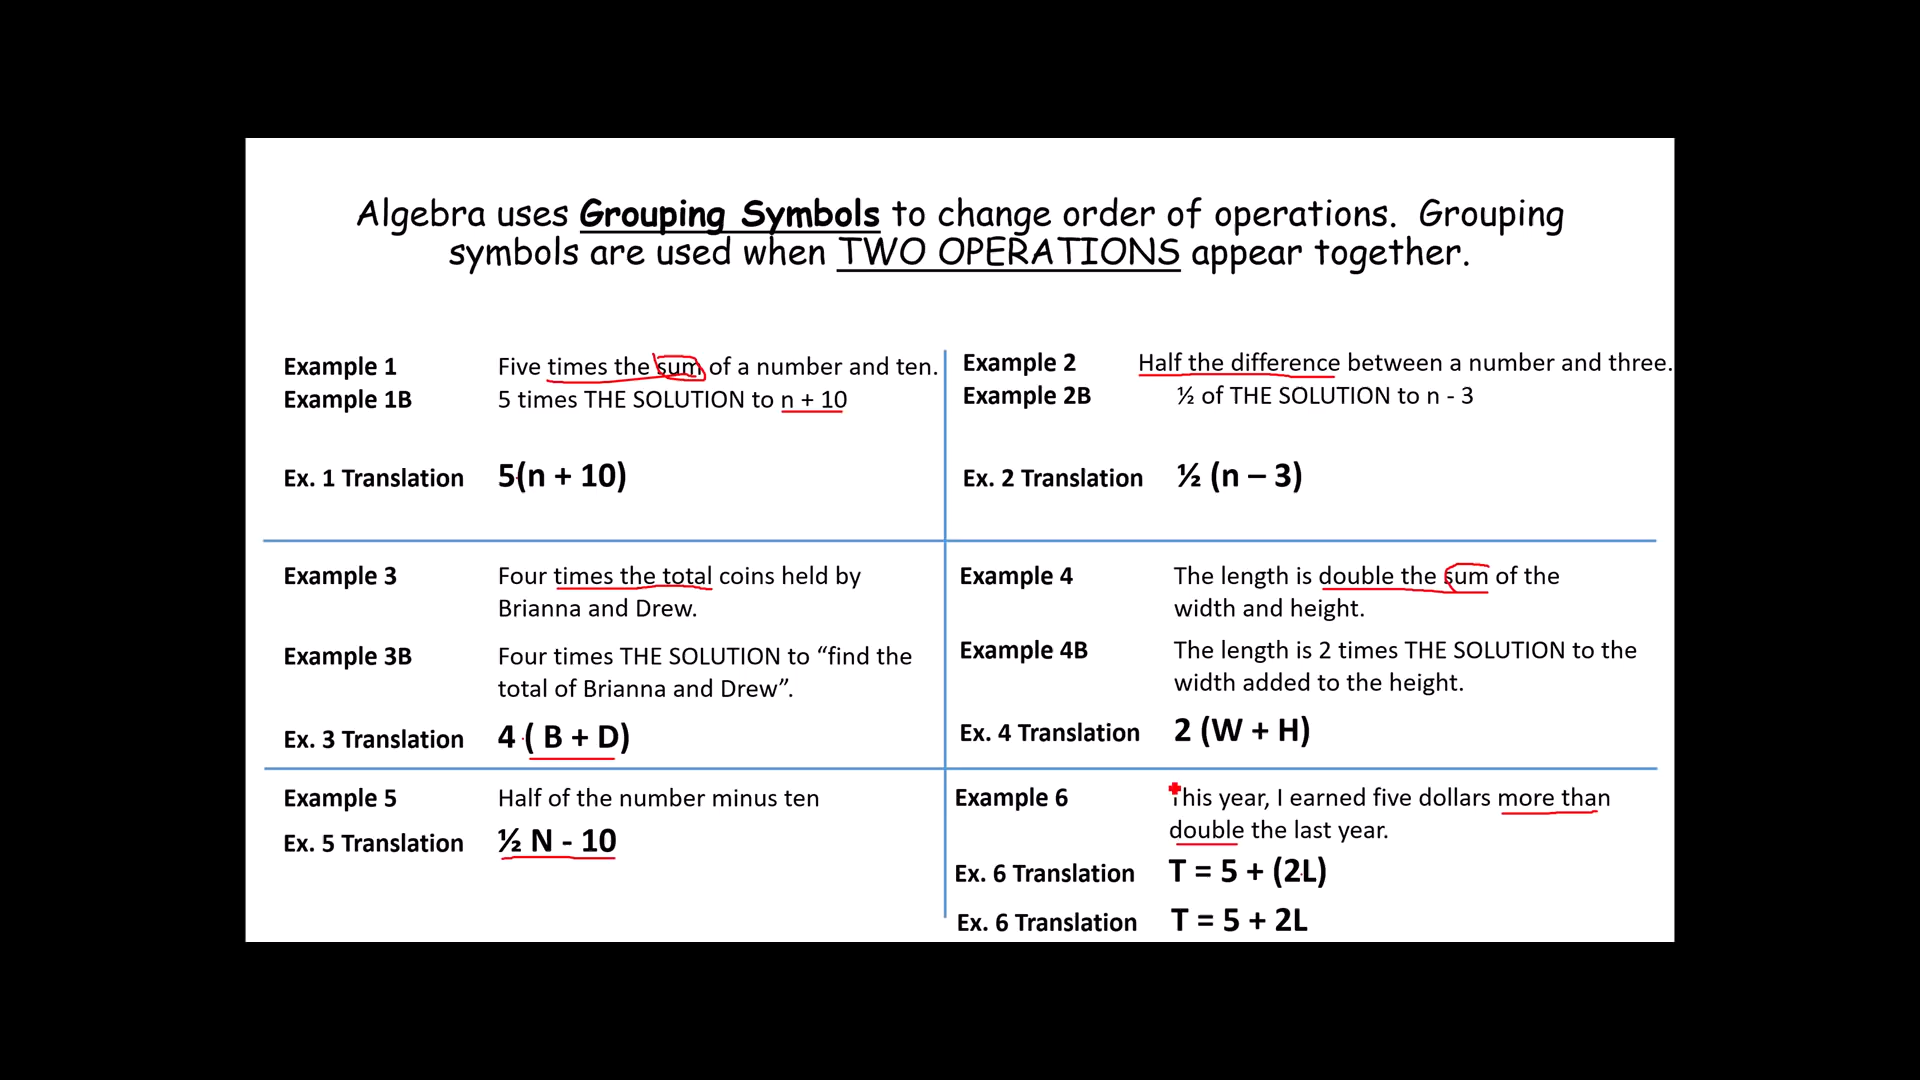 Algebra uses Grouping Symbols to change order of operations.  Grouping
symbols are used when TWO OPERATIONS appear together.
Example 1 Five times the sum of a number and ten.
Example 1B 5 times THE SOLUTION to n + 10
Ex. 1 Translation 5(n + 10)
Example 2 Half the difference between a number and three.
Example 2B ½ of THE SOLUTION to n - 3
Ex. 2 Translation ½ (n – 3)
Example 3 Four times the total coins held by
Brianna and Drew.
Example 3B Four times THE SOLUTION to “find the
total of Brianna and Drew”.
Ex. 3 Translation 4 ( B + D)
Example 4 The length is double the sum of the
width and height.
Example 4B The length is 2 times THE SOLUTION to the
width added to the height.
Ex. 4 Translation 2 (W + H)
Example 5 Half of the number minus ten
Ex. 5 Translation ½ N - 10
Example 6 This year, I earned five dollars more than
double the last year.
Ex. 6 Translation T = 5 + (2L)
Ex. 6 Translation T = 5 + 2L